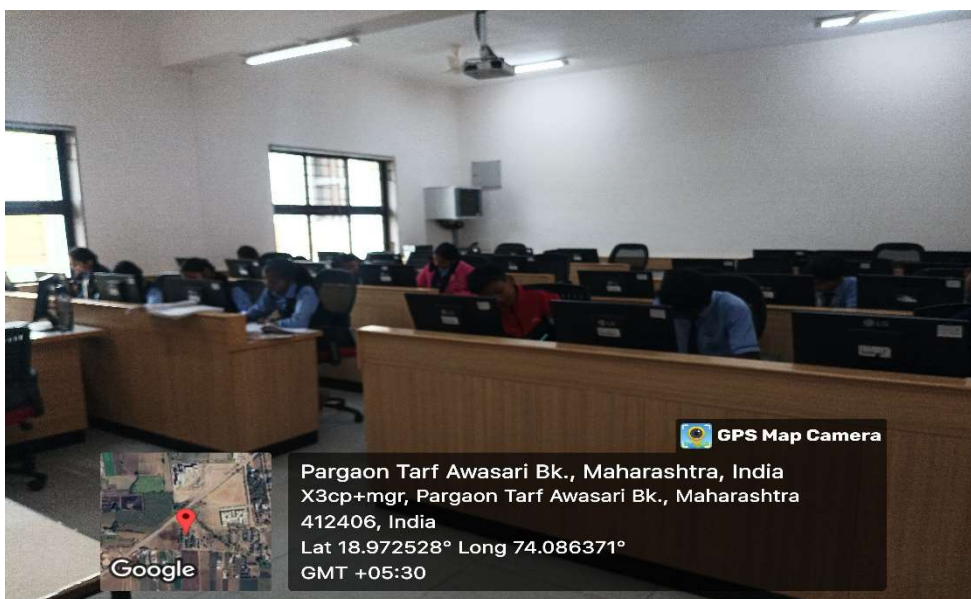 GPS Map Camera
Pargaon Tarf Awasari Bk., Maharashtra, India
X3cp+mgr, Pargaon Tarf Awasari Bk., Maharashtra
412406, India
Lat 18.972528° Long 74.086371°
GMT +05:30
Google
LG